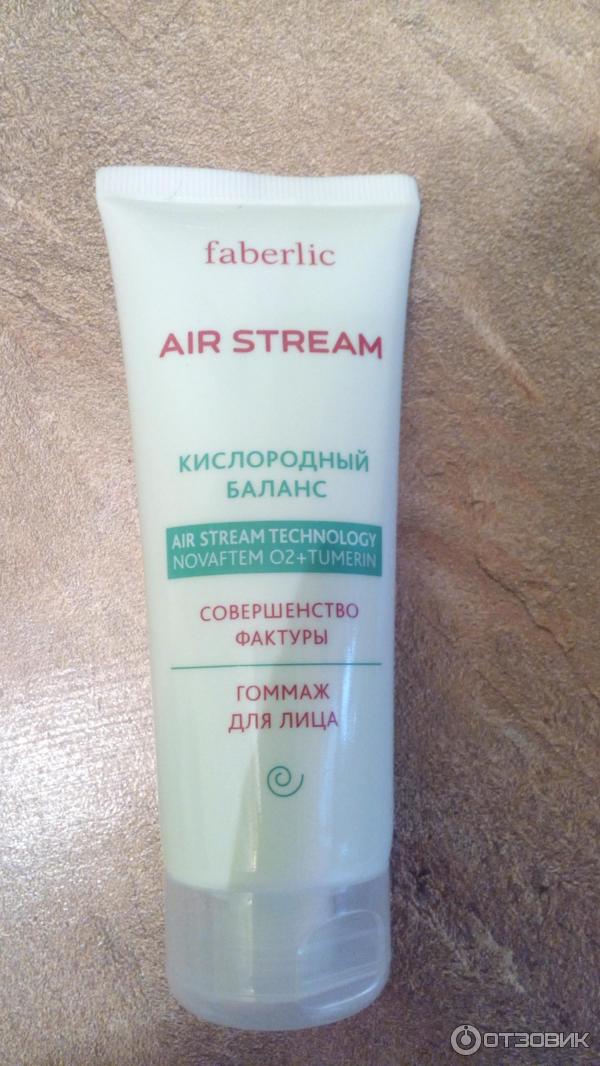 faberlic
AIR STREAM
КИСЛОРОДНЫЙ
БАЛАНС
AIR STREAM TECHNOLOGY
NOVAFTEM O2+TUMERIN
СОВЕРШЕНСТВО
ФАКТУРЫ
ГОММАЖ
ДЛЯ ЛИЦА
ОТЗОВИК